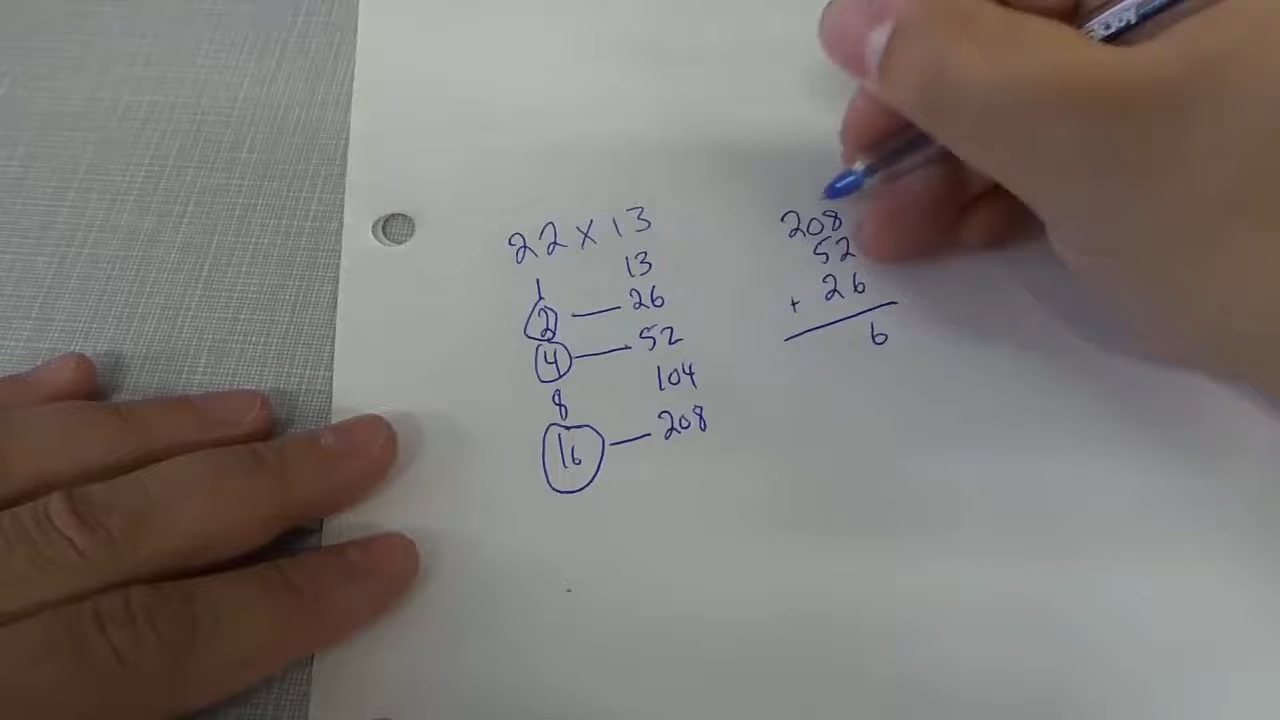 22 x 13
1 13
2 — 26
4 — 52
8 104
16 — 208
208
52
+ 26
6